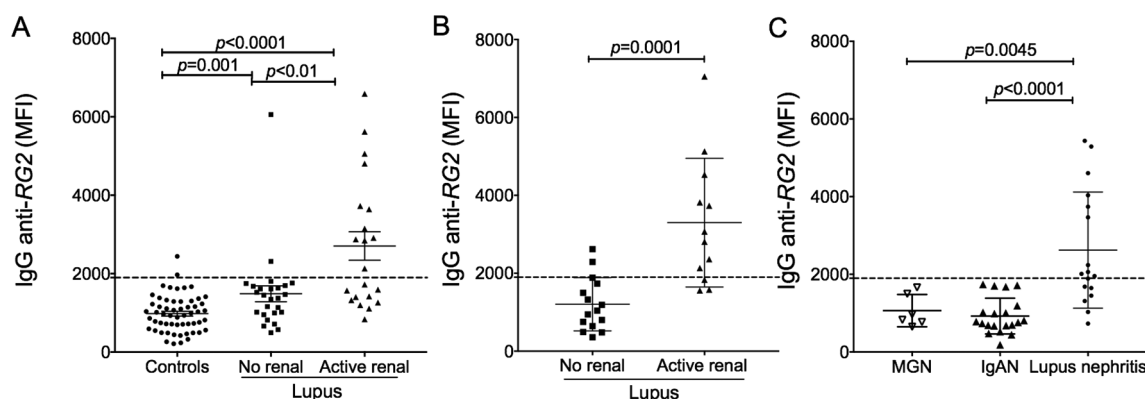 A
IgG anti-RG2 (MFI)
8000
6000
4000
2000
0
p<0.0001
p=0.001
p<0.01
Controls
No renal
Active renal
Lupus
B
IgG anti-RG2 (MFI)
8000
6000
4000
2000
0
p=0.0001
No renal
Active renal
Lupus
C
IgG anti-RG2 (MFI)
8000
6000
4000
2000
0
p=0.0045
p<0.0001
MGN
IgAN
Lupus nephritis